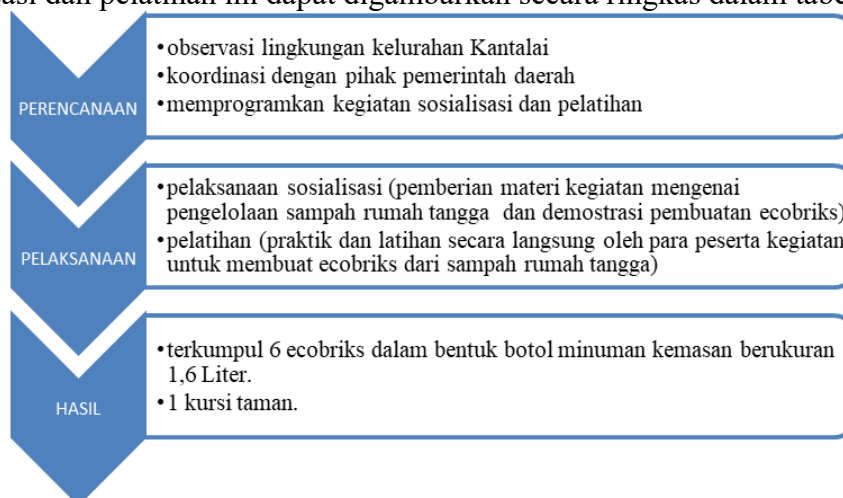 asi dan pelatihan ini dapat digambarkan secara ringkas dalam tabe
PERENCANAAN
•observasi lingkungan kelurahan Kantalai
•koordinasi dengan pihak pemerintah daerah
•memprogramkan kegiatan sosialisasi dan pelatihan
PELAKSANAAN
•pelaksanaan sosialisasi (pemberian materi kegiatan mengenai
pengelolaan sampah rumah tangga dan demostrasi pembuatan ecobriks)
•pelatihan (praktik dan latihan secara langsung oleh para peserta kegiatan
untuk membuat ecobriks dari sampah rumah tangga)
HASIL
•terkumpul 6 ecobriks dalam bentuk botol minuman kemasan berukuran
1,6 Liter.
•1 kursi taman.